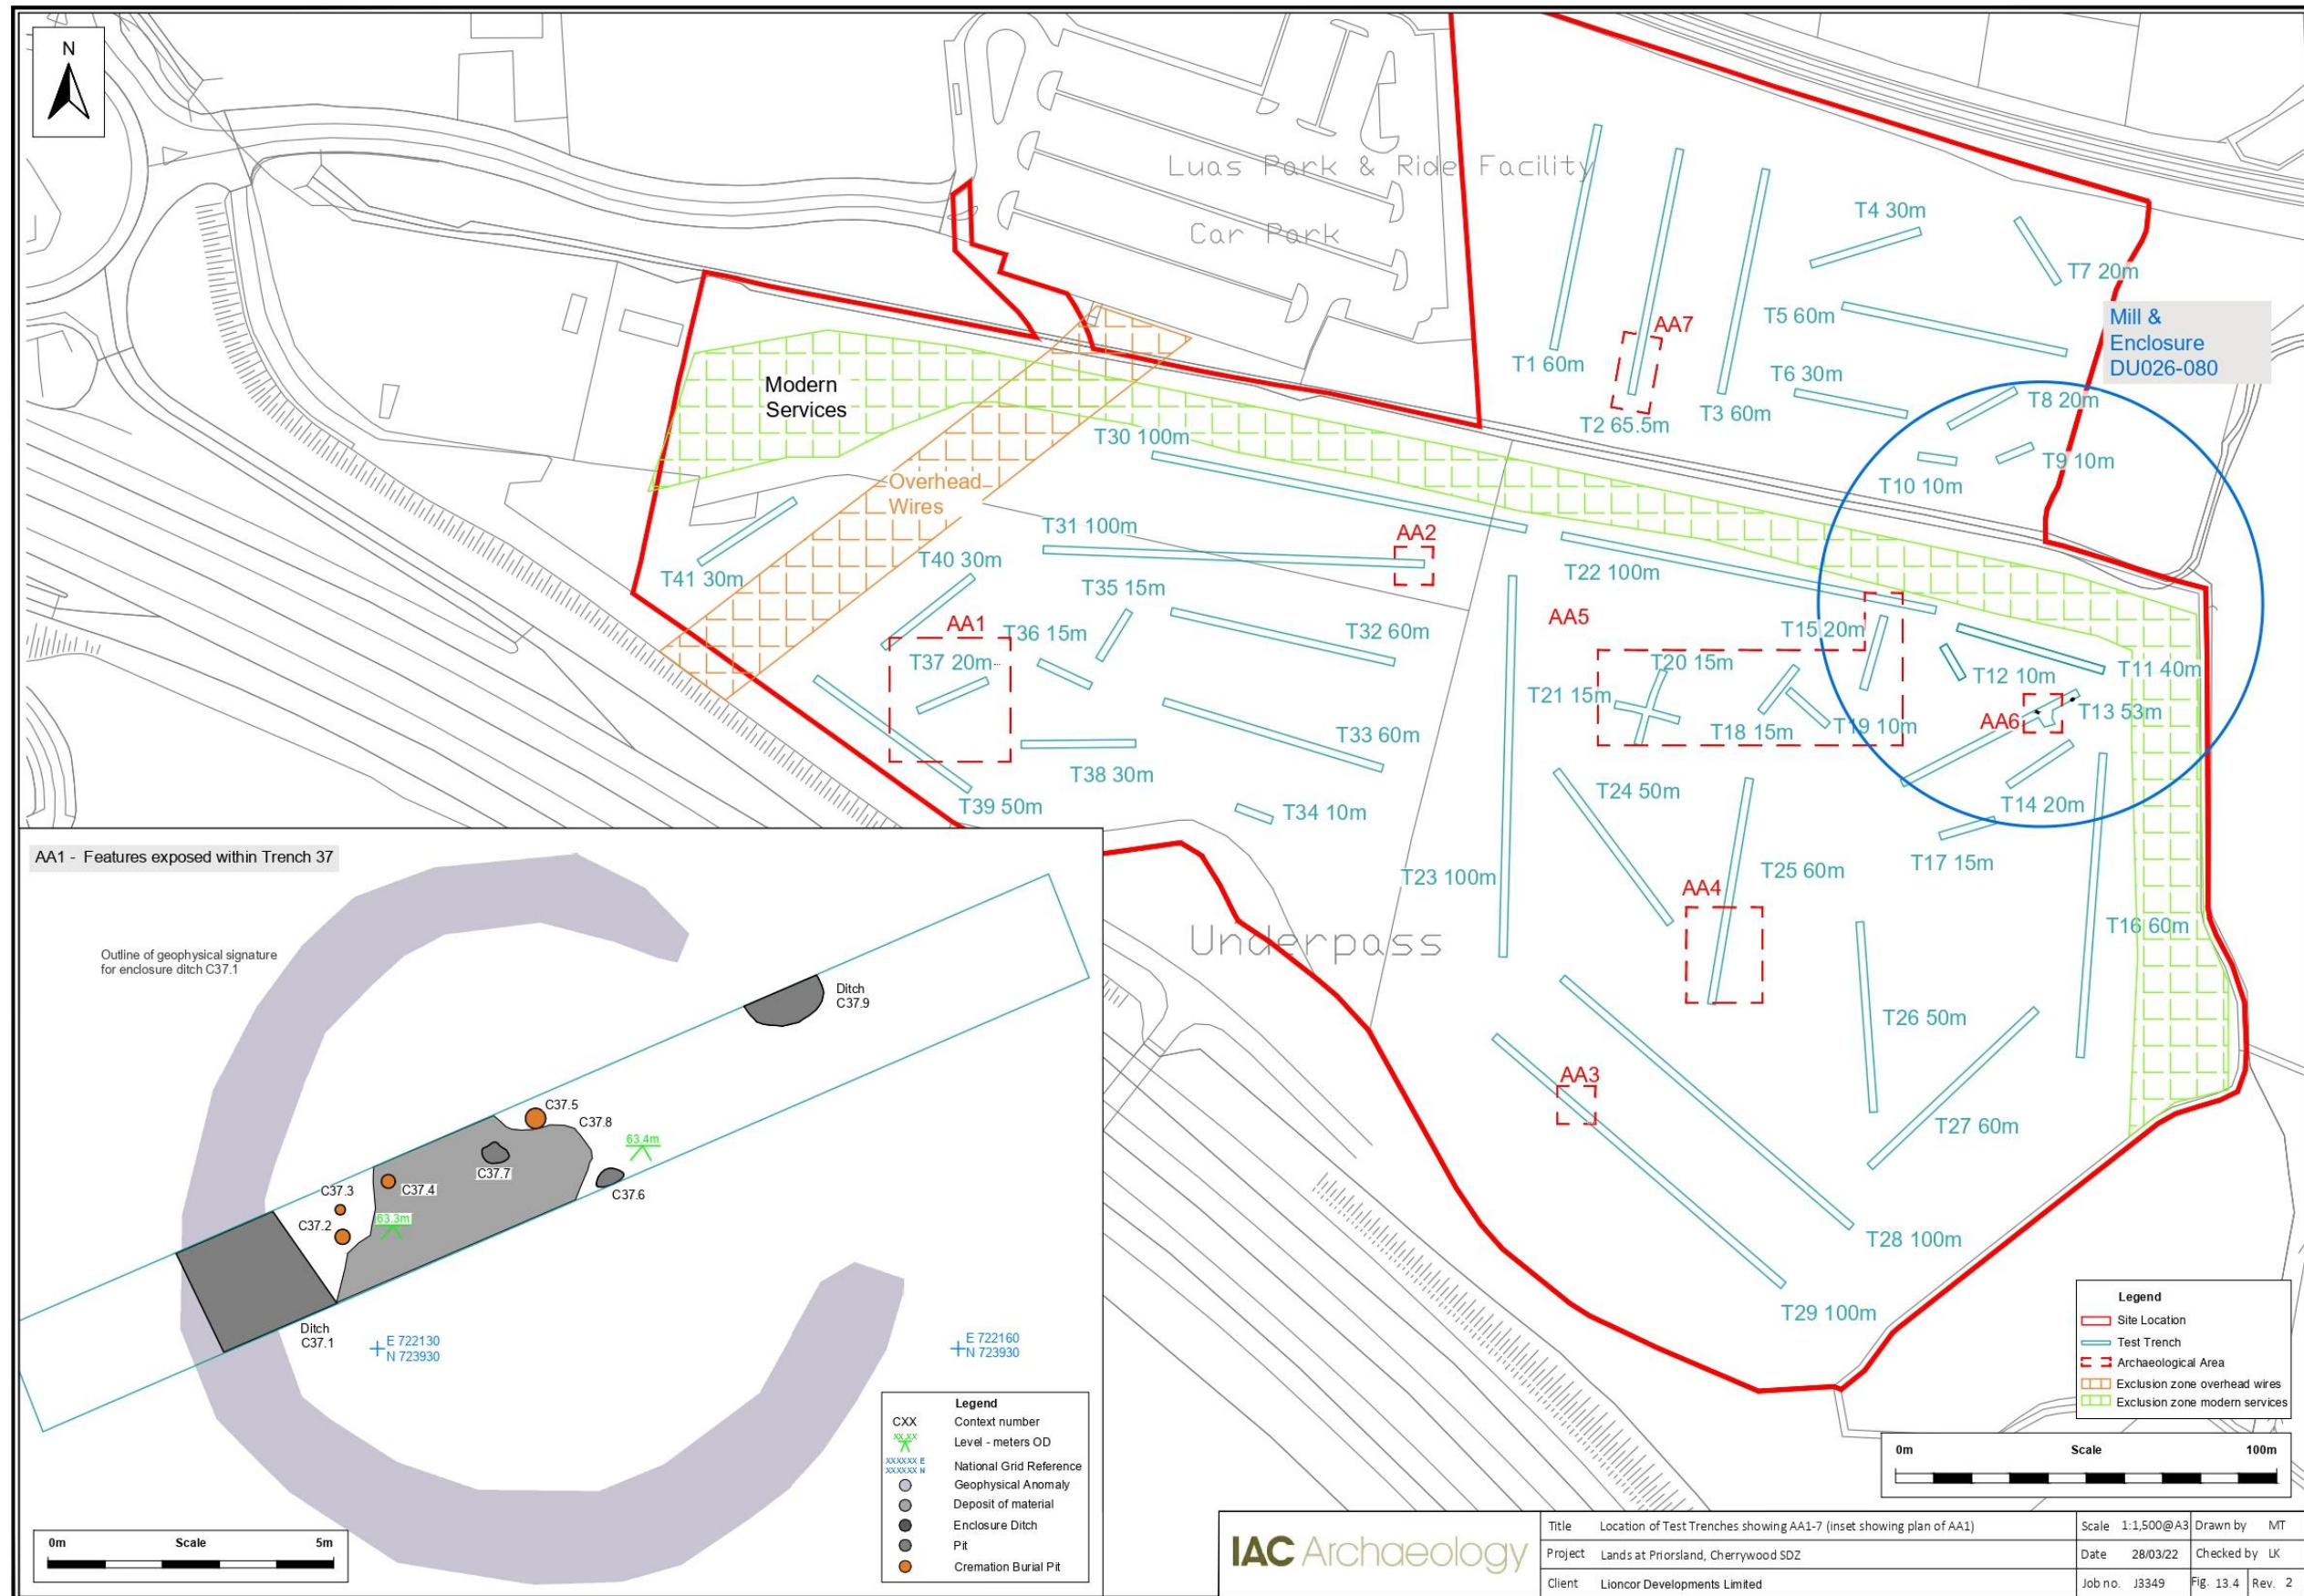 N
Luas Park & Ride Facility
Car Park
T4 30m
T7 20m
T5 60m
Mill &
Enclosure
DU026-080
AA7
T1 60m
T6 30m
T2 65.5m
T3 60m
T8 20m
T9 10m
T10 10m
Modern
Services
T30 100m
Overhead
Wires
T31 100m
AA2
T40 30m
T41 30m
T22 100m
T35 15m
AA1
T36 15m
T32 60m
AA5
T15 20m
T37 20m
T20 15m
T12 10m
T11 40m
T21 15m
AA6
T13 53m
T18 15m
T19 10m
T33 60m
T38 30m
T39 50m
T34 10m
T24 50m
T14 20m
T17 15m
T23 100m
T25 60m
AA4
T16 60m
Underpass
T26 50m
AA3
T27 60m
T28 100m
T29 100m
AA1 - Features exposed within Trench 37
Outline of geophysical signature
for enclosure ditch C37.1
Ditch
C37.9
C37.5
C37.8
63.4m
C37.7
C37.6
C37.3
C37.4
C37.2
63.3m
Ditch
C37.1
E 722130
N 723930
E 722160
N 723930
Legend
CXX Context number
XX.XX Level - meters OD
XXXXXX E
XXXXXX N
National Grid Reference
Geophysical Anomaly
Deposit of material
Enclosure Ditch
Pit
Cremation Burial Pit
0m Scale 5m
Legend
Site Location
Test Trench
Archaeological Area
Exclusion zone overhead wires
Exclusion zone modern services
0m Scale 100m
IAC Archaeology
Title Location of Test Trenches showing AA1-7 (inset showing plan of AA1)
Project Lands at Priorsland, Cherrywood SDZ
Client Lioncor Developments Limited
Scale 1:1,500@A3 Drawn by MT
Date 28/03/22 Checked by LK
Job no. J3349 Fig. 13.4 Rev. 2